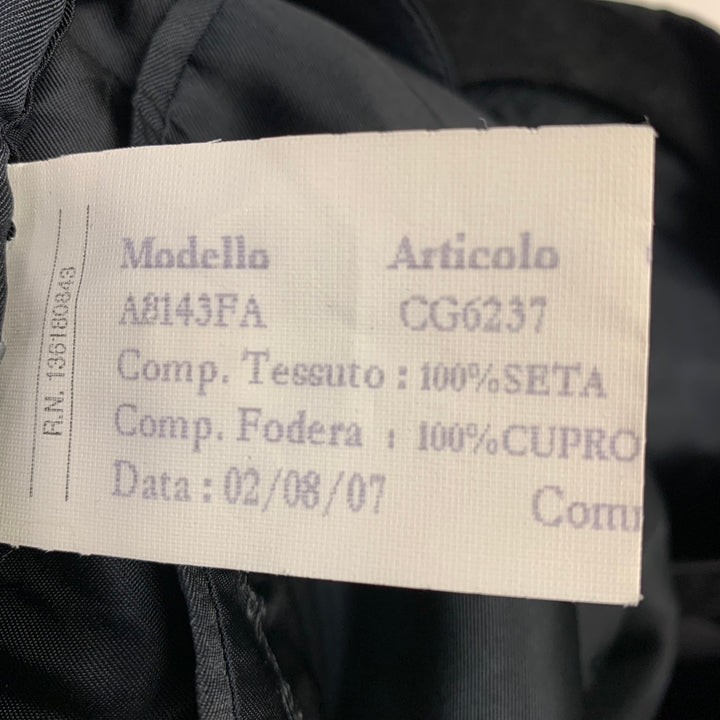 R.N. 136180843
Modello Articolo
A8143FA CG6237
Comp. Tessuto : 100%SETA
Comp. Fodera : 100%CUPRO
Data : 02/08/07